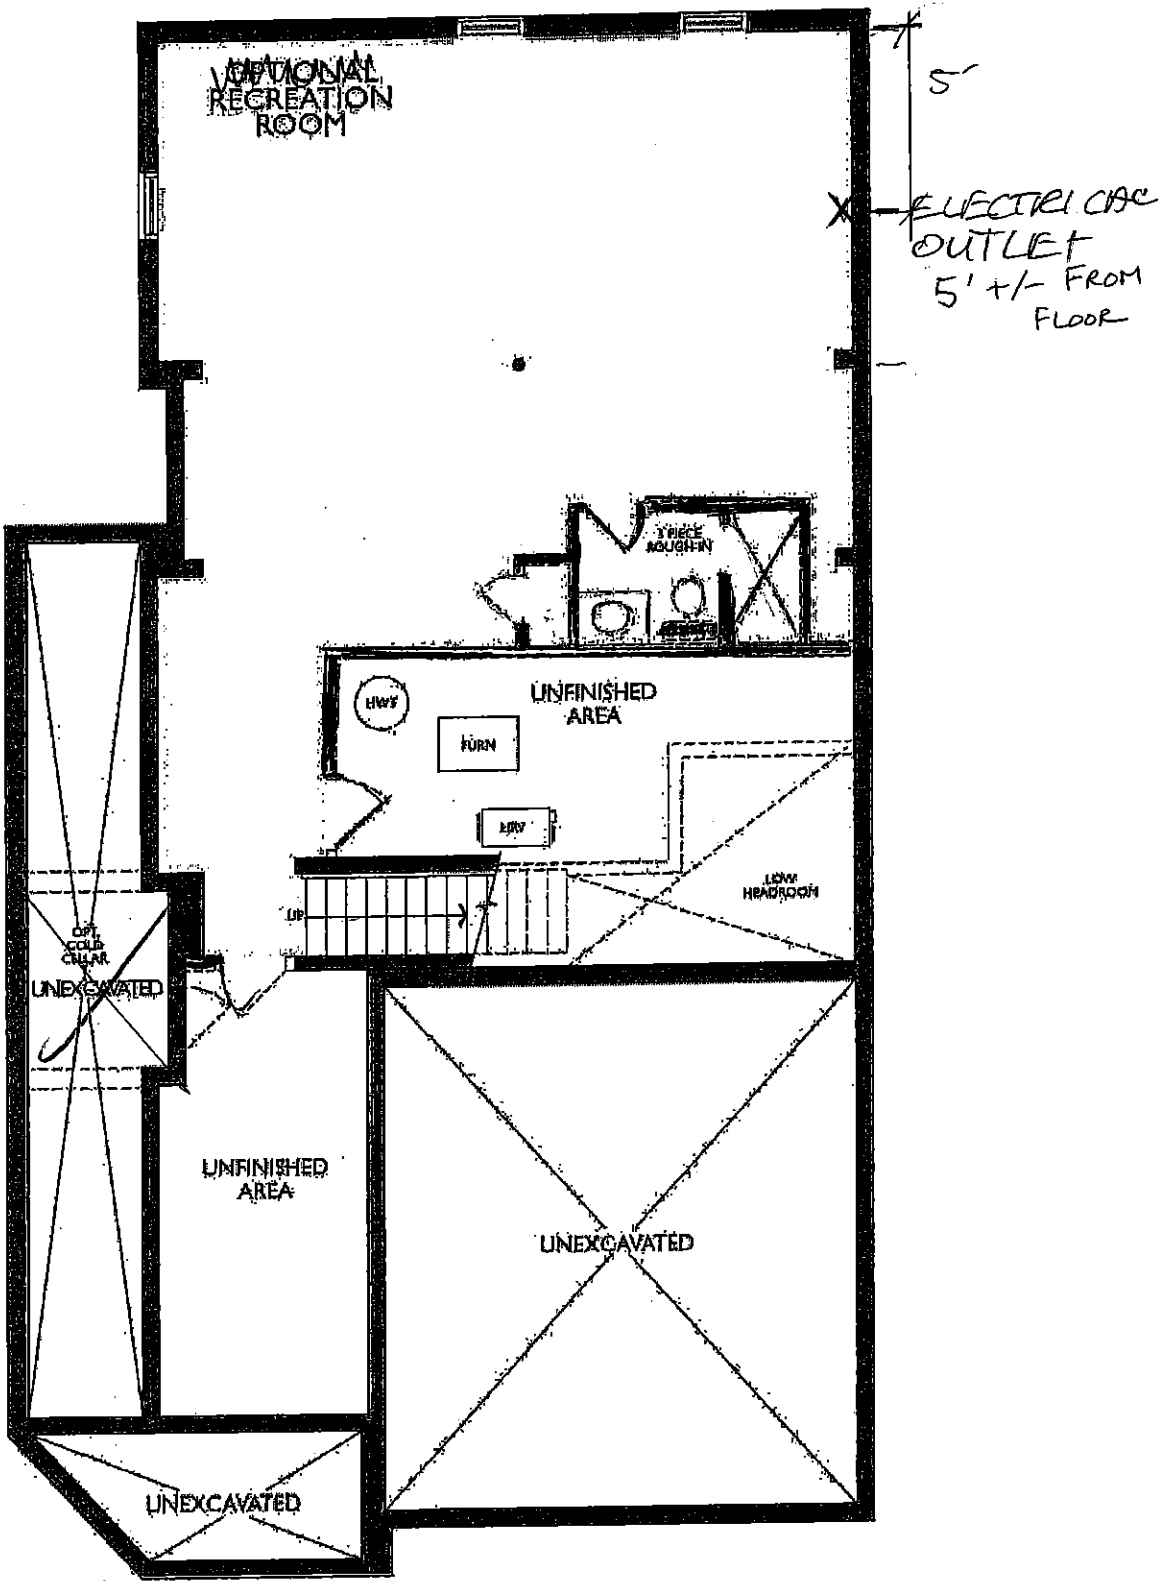 OPTIONAL
RECREATION
ROOM
5'
ELECTRICAL
OUTLET
5' +/- FROM
FLOOR
3 PIECE
ROUGH-IN
UNFINISHED
AREA
HWT
FURN
HRV
LOW
HEADROOM
UP
OPT.
COLD
CELLAR
UNEXCAVATED
UNFINISHED
AREA
UNEXCAVATED
UNEXCAVATED